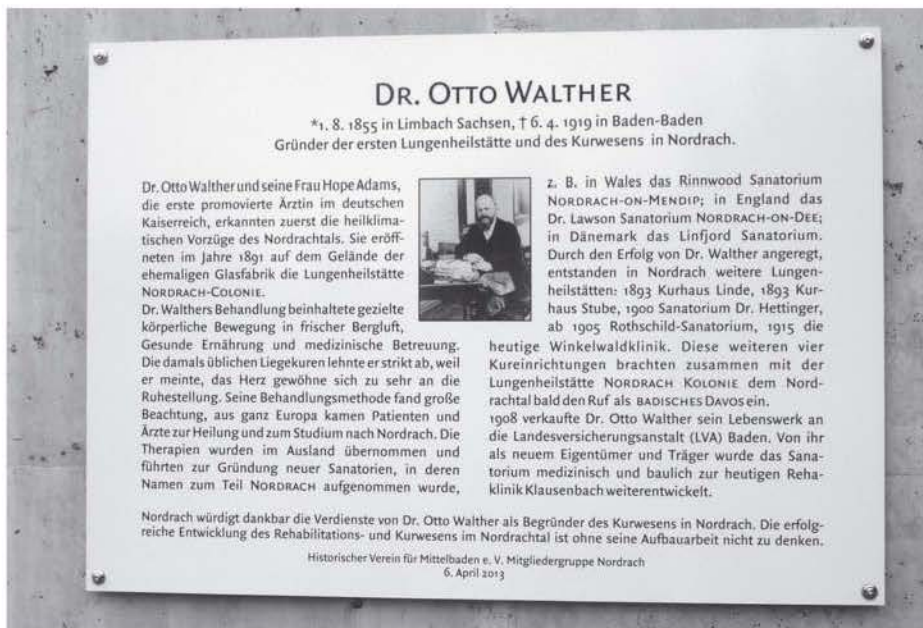 DR. OTTO WALTHER
*1. 8. 1855 in Limbach Sachsen, † 6. 4. 1919 in Baden-Baden
Gründer der ersten Lungenheilstätte und des Kurwesens in Nordrach.
Dr. Otto Walther und seine Frau Hope Adams,
die erste promovierte Ärztin im deutschen
Kaiserreich, erkannten zuerst die heilklima-
tischen Vorzüge des Nordrachtals. Sie eröff-
neten im Jahre 1891 auf dem Gelände der
ehemaligen Glasfabrik die Lungenheilstätte
NORDRACH-COLONIE.
Dr. Walthers Behandlung beinhaltete gezielte
körperliche Bewegung in frischer Bergluft,
Gesunde Ernährung und medizinische Betreuung.
Die damals üblichen Liegekuren lehnte er strikt ab, weil
er meinte, das Herz gewöhne sich zu sehr an die
Ruhestellung. Seine Behandlungsmethode fand große
Beachtung, aus ganz Europa kamen Patienten und
Ärzte zur Heilung und zum Studium nach Nordrach. Die
Therapien wurden im Ausland übernommen und
führten zur Gründung neuer Sanatorien, in deren
Namen zum Teil NORDRACH aufgenommen wurde,
z. B. in Wales das Rinnwood Sanatorium
NORDRACH-ON-MENDIP; in England das
Dr. Lawson Sanatorium NORDRACH-ON-DEE;
in Dänemark das Linfjord Sanatorium.
Durch den Erfolg von Dr. Walther angeregt,
entstanden in Nordrach weitere Lungen-
heilstätten: 1893 Kurhaus Linde, 1893 Kur-
haus Stube, 1900 Sanatorium Dr. Hettinger,
ab 1905 Rothschild-Sanatorium, 1915 die
heutige Winkelwaldklinik. Diese weiteren vier
Kureinrichtungen brachten zusammen mit der
Lungenheilstätte NORDRACH KOLONIE dem Nord-
rachtal bald den Ruf als BADISCHES DAVOS ein.
1908 verkaufte Dr. Otto Walther sein Lebenswerk an
die Landesversicherungsanstalt (LVA) Baden. Von ihr
als neuem Eigentümer und Träger wurde das Sana-
torium medizinisch und baulich zur heutigen Reha-
klinik Klausenbach weiterentwickelt.
Nordrach würdigt dankbar die Verdienste von Dr. Otto Walther als Begründer des Kurwesens in Nordrach. Die erfolg-
reiche Entwicklung des Rehabilitations- und Kurwesens im Nordrachtal ist ohne seine Aufbauarbeit nicht zu denken.
Historischer Verein für Mittelbaden e. V. Mitgliedergruppe Nordrach
6. April 2013